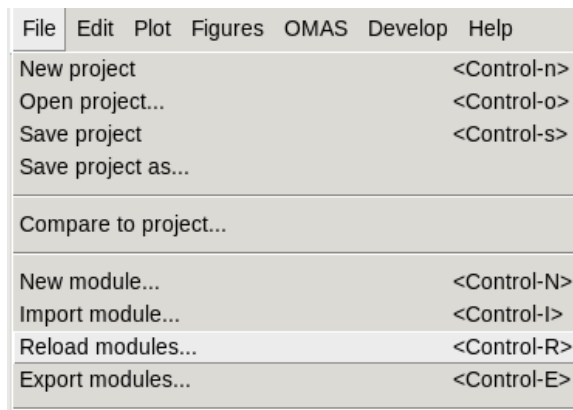 File Edit Plot Figures OMAS Develop Help
New project <Control-n>
Open project... <Control-o>
Save project <Control-s>
Save project as...
Compare to project...
New module... <Control-N>
Import module... <Control-I>
Reload modules... <Control-R>
Export modules... <Control-E>